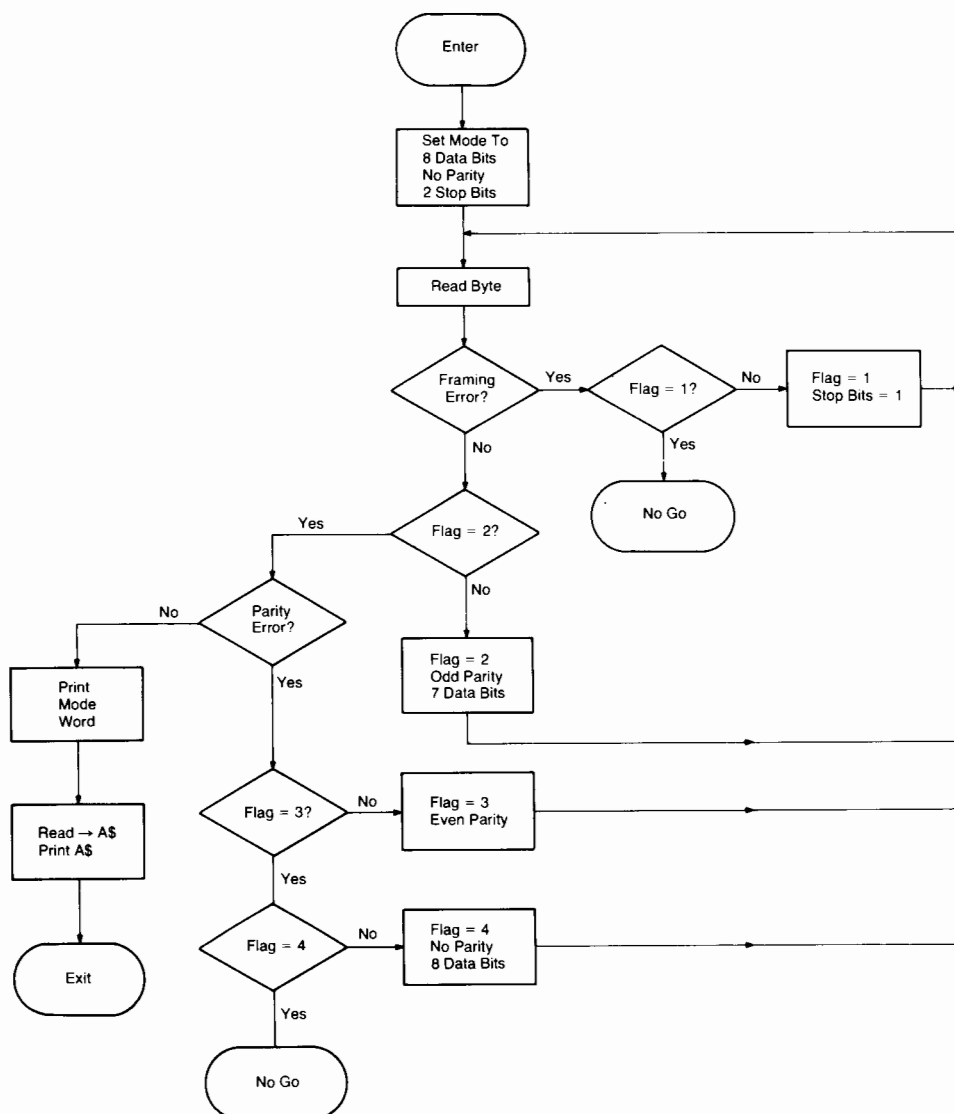 Enter
Set Mode To
8 Data Bits
No Parity
2 Stop Bits
Read Byte
Framing
Error?
Yes
Flag = 1?
No
Flag = 1
Stop Bits = 1
Yes
No Go
No
Flag = 2?
Yes
No
Flag = 2
Odd Parity
7 Data Bits
Parity
Error?
No
Print
Mode
Word
Read → A$
Print A$
Exit
Yes
Flag = 3?
No
Flag = 3
Even Parity
Yes
Flag = 4
No
Flag = 4
No Parity
8 Data Bits
Yes
No Go